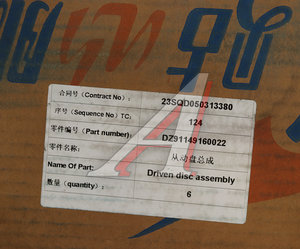 合同号 (Contract No) : 23SQD050313380
序号 (Sequence No) TC: 124
零件编号 (Part number): DZ91149160022
零件名称: 从动盘总成
Name Of Part: Driven disc assembly
数量 (quantity): 6